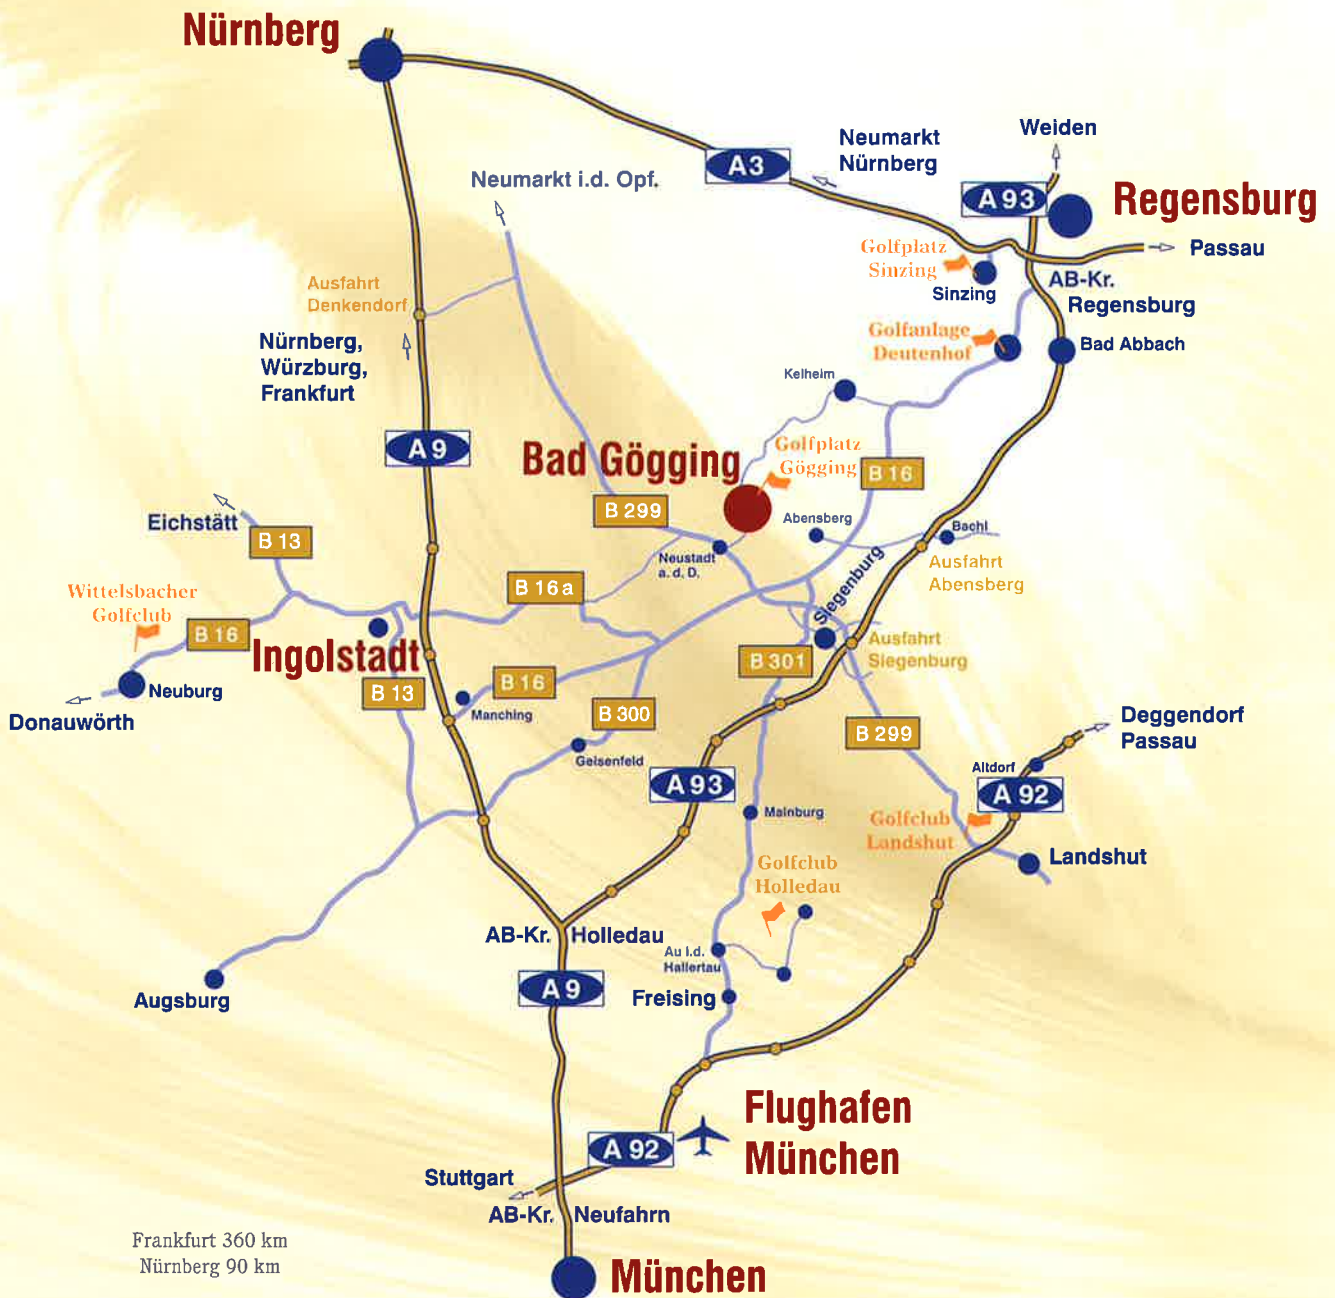 Nürnberg
Weiden
Neumarkt
Nürnberg
A3
Neumarkt i.d. Opf.
A 93
Regensburg
Golfplatz
Sinzing
Passau
Sinzing
AB-Kr.
Regensburg
Ausfahrt
Denkendorf
Nürnberg,
Würzburg,
Frankfurt
Golfanlage
Deutenhof
Bad Abbach
Kelheim
A 9
Bad Gögging
Golfplatz
Gögging
B 16
B 299
Eichstätt
B 13
Abensberg
Bachl
Neustadt
a. d. D.
Ausfahrt
Abensberg
B 16a
Siegenburg
Wittelsbacher
Golfclub
B 16
Ingolstadt
Ausfahrt
Siegenburg
B 301
B 16
B 13
Neuburg
Manching
B 300
Donauwörth
B 299
Deggendorf
Passau
Geisenfeld
A 93
Altdorf
A 92
Mainburg
Golfclub
Landshut
Landshut
Golfclub
Holledau
AB-Kr.
Holledau
Au i.d.
Hallertau
A 9
Freising
Augsburg
Flughafen
München
A 92
Stuttgart
AB-Kr.
Neufahrn
Frankfurt 360 km
Nürnberg 90 km
München